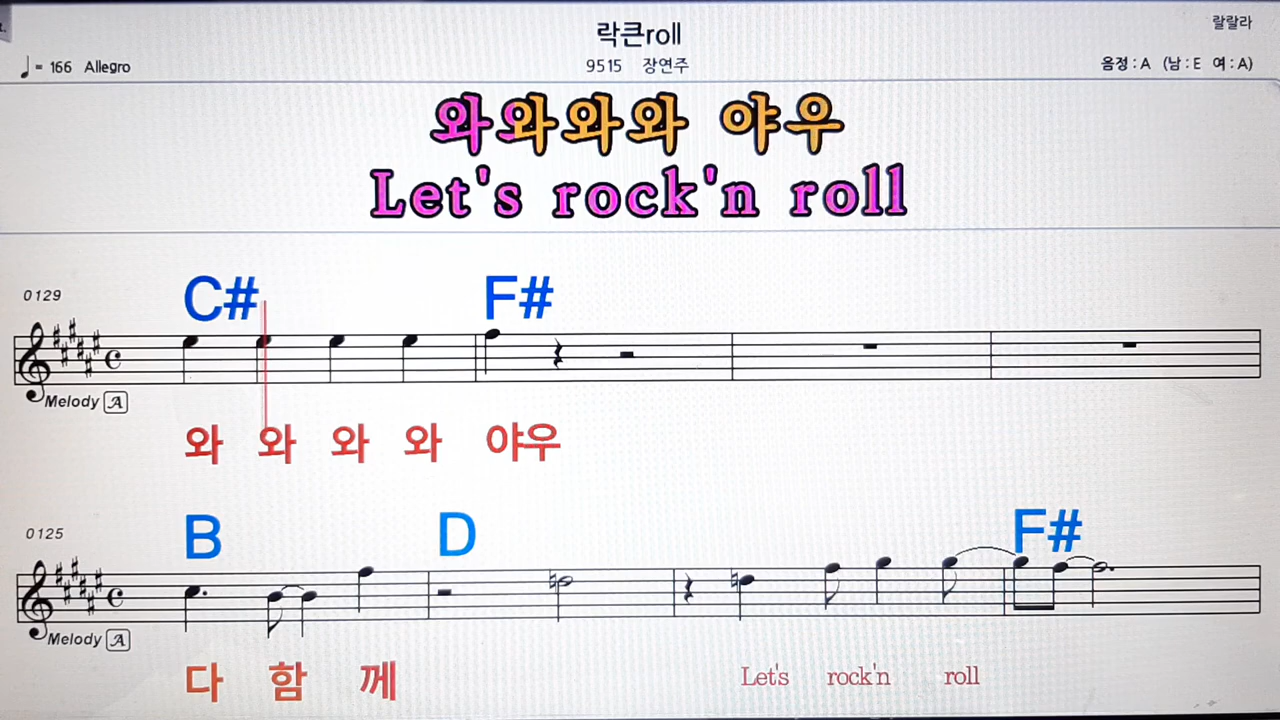 락큰roll
랄랄라
♩= 166 Allegro
9515 장연주
음정 : A (남 : E 여 : A)
와와와와 야우
Let's rock'n roll
C# F#
0129
Melody A
와 와 와 와 야우
B D F#
0125
Melody A
다 함 께 Let's rock'n roll